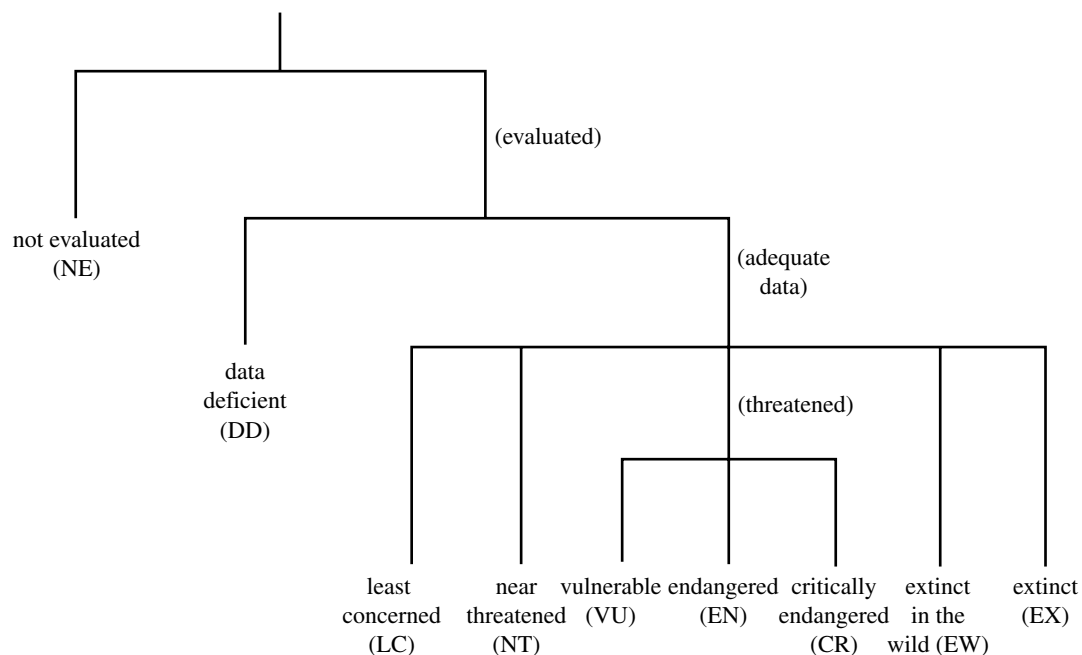 (evaluated)
not evaluated
(NE)
(adequate
data)
data
deficient
(DD)
(threatened)
least
concerned
(LC)
near
threatened
(NT)
vulnerable
(VU)
endangered
(EN)
critically
endangered
(CR)
extinct
in the
wild (EW)
extinct
(EX)